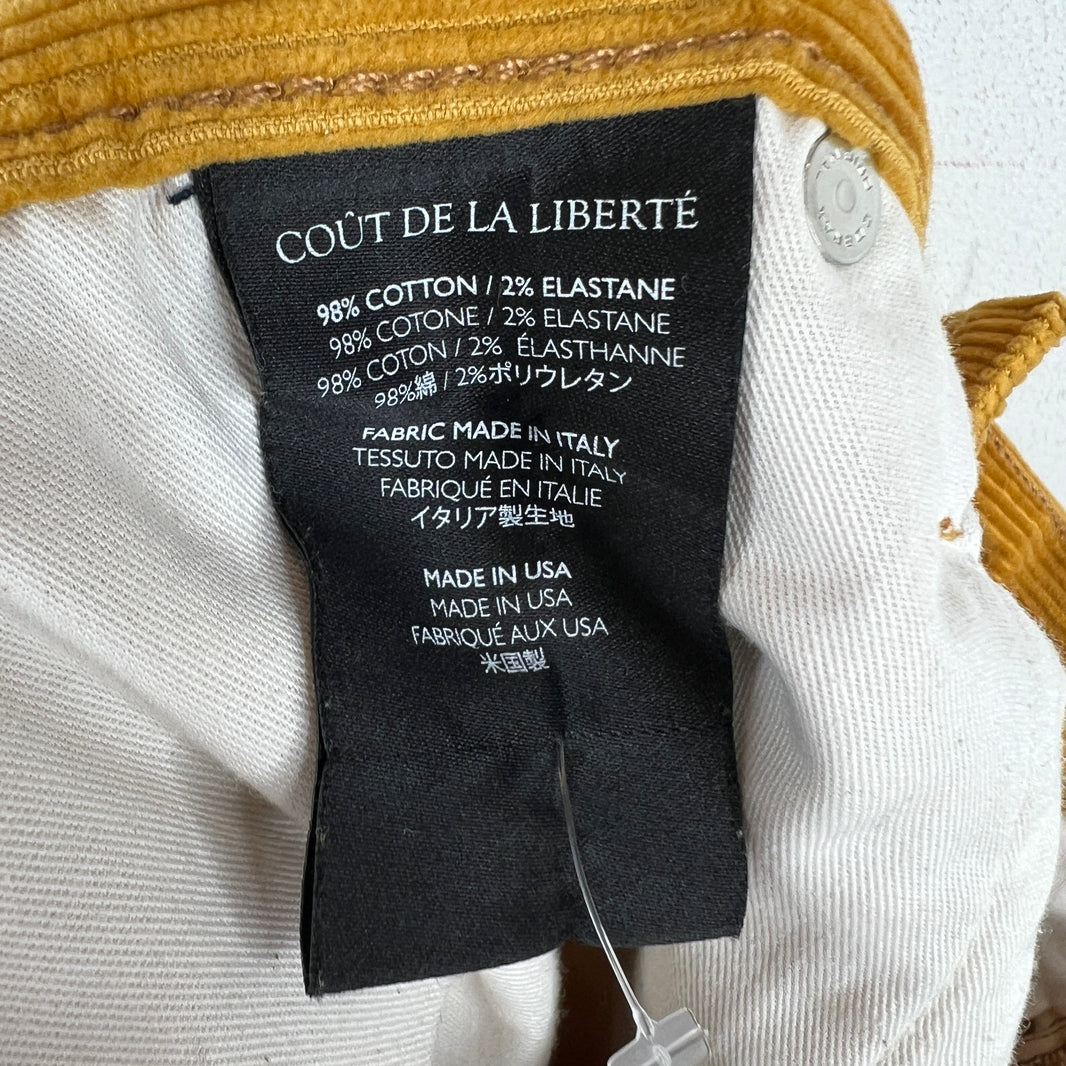 COÛT DE LA LIBERTÉ
98% COTTON / 2% ELASTANE
98% COTONE / 2% ELASTANE
98% COTON / 2% ÉLASTHANNE
98%綿 / 2%ポリウレタン
FABRIC MADE IN ITALY
TESSUTO MADE IN ITALY
FABRIQUÉ EN ITALIE
イタリア製生地
MADE IN USA
MADE IN USA
FABRIQUÉ AUX USA
米国製